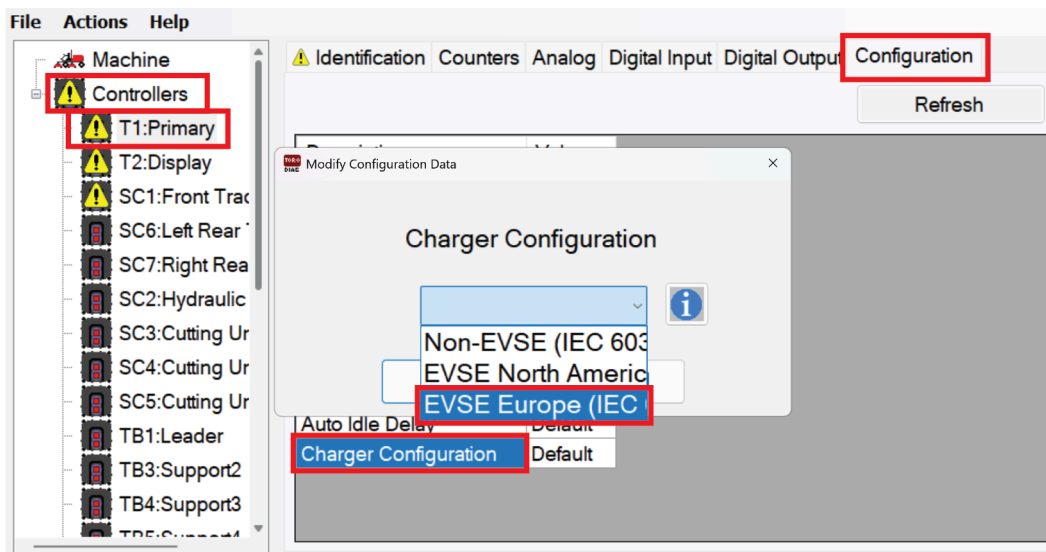 File Actions Help
Machine
Controllers
T1:Primary
T2:Display
SC1:Front Trac
SC6:Left Rear
SC7:Right Rea
SC2:Hydraulic
SC3:Cutting Ur
SC4:Cutting Ur
SC5:Cutting Ur
TB1:Leader
TB3:Support2
TB4:Support3
Identification Counters Analog Digital Input Digital Output Configuration
Refresh
TORO
DIAG
Modify Configuration Data
Charger Configuration
Non-EVSE (IEC 603
EVSE North Americ
EVSE Europe (IEC
Auto Idle Delay Default
Charger Configuration Default